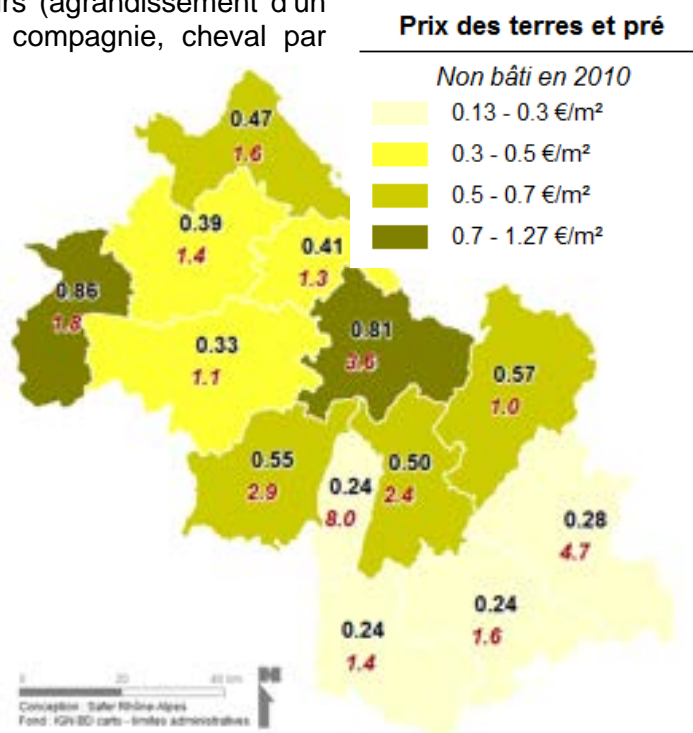 rs (agrandissement d'un
compagnie, cheval par
Prix des terres et pré
Non bâti en 2010
0.13 - 0.3 €/m²
0.3 - 0.5 €/m²
0.5 - 0.7 €/m²
0.7 - 1.27 €/m²
0.47
1.6
0.39
1.4
0.41
1.3
0.86
1.8
0.33
1.1
0.81
3.6
0.57
1.0
0.55
2.9
0.24
8.0
0.50
2.4
0.28
4.7
0.24
1.6
0.24
1.4
0 20 40 km
Conception : Safer Rhône-Alpes
Fond : IGN-BD carto - limites administratives